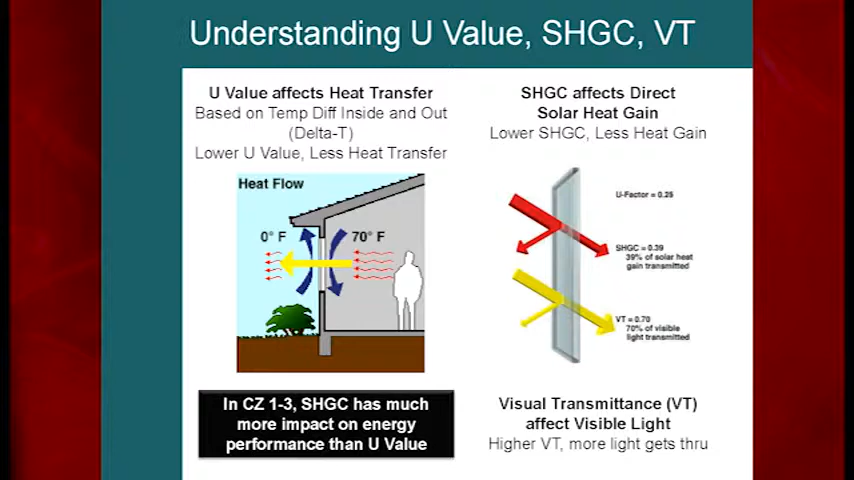 Understanding U Value, SHGC, VT
U Value affects Heat Transfer
Based on Temp Diff Inside and Out
(Delta-T)
Lower U Value, Less Heat Transfer
Heat Flow
0° F
70° F
In CZ 1-3, SHGC has much
more impact on energy
performance than U Value
SHGC affects Direct
Solar Heat Gain
Lower SHGC, Less Heat Gain
U-Factor = 0.25
SHGC = 0.39
39% of solar heat
gain transmitted
VT = 0.70
70% of visible
light transmitted
Visual Transmittance (VT)
affect Visible Light
Higher VT, more light gets thru